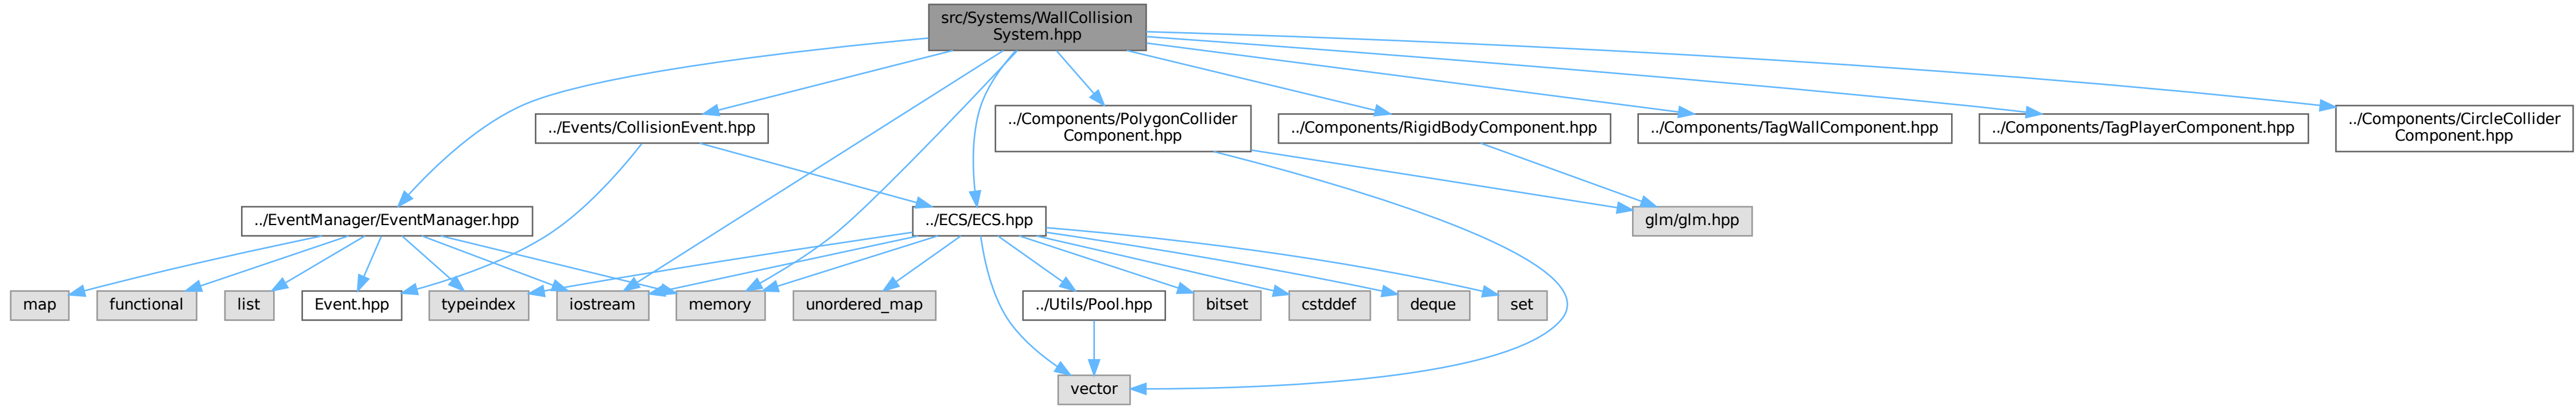 src/Systems/WallCollision
System.hpp
../Events/CollisionEvent.hpp
../Components/PolygonCollider
Component.hpp
../Components/RigidBodyComponent.hpp
../Components/TagWallComponent.hpp
../Components/TagPlayerComponent.hpp
../Components/CircleCollider
Component.hpp
../EventManager/EventManager.hpp
../ECS/ECS.hpp
glm/glm.hpp
map
functional
list
Event.hpp
typeindex
iostream
memory
unordered_map
../Utils/Pool.hpp
bitset
cstddef
deque
set
vector